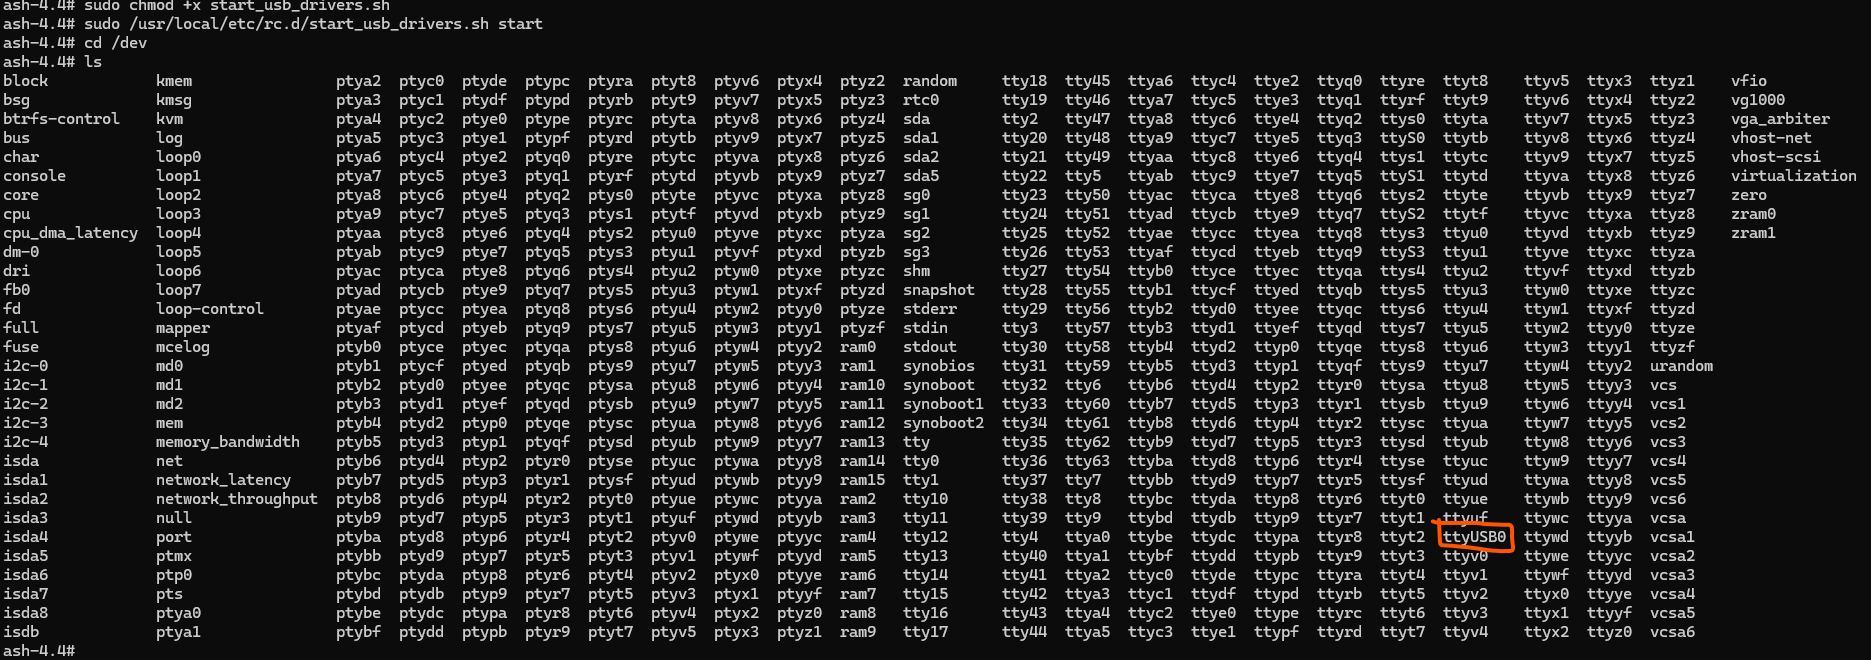 ash-4.4# sudo chmod +x start_usb_drivers.sh
ash-4.4# sudo /usr/local/etc/rc.d/start_usb_drivers.sh start
ash-4.4# cd /dev
ash-4.4# ls
block kmem ptya2 ptyc0 ptyde ptypc ptyra ptyt8 ptyv6 ptyx4 ptyz2 random tty18 tty45 ttya6 ttyc4 ttye2 ttyq0 ttyre ttyt8 ttyv5 ttyx3 ttyz1 vfio
bsg kmsg ptya3 ptyc1 ptydf ptypd ptyrb ptyt9 ptyv7 ptyx5 ptyz3 rtc0 tty19 tty46 ttya7 ttyc5 ttye3 ttyq1 ttyrf ttyt9 ttyv6 ttyx4 ttyz2 vg1000
btrfs-control kvm ptya4 ptyc2 ptye0 ptype ptyrc ptyta ptyv8 ptyx6 ptyz4 sda tty2 tty47 ttya8 ttyc6 ttye4 ttyq2 ttys0 ttyta ttyv7 ttyx5 ttyz3 vga_arbiter
bus log ptya5 ptyc3 ptye1 ptypf ptyrd ptytb ptyv9 ptyx7 ptyz5 sda1 tty20 tty48 ttya9 ttyc7 ttye5 ttyq3 ttyS0 ttytb ttyv8 ttyx6 ttyz4 vhost-net
char loop0 ptya6 ptyc4 ptye2 ptyq0 ptyre ptytc ptyva ptyx8 ptyz6 sda2 tty21 tty49 ttyaa ttyc8 ttye6 ttyq4 ttys1 ttytc ttyv9 ttyx7 ttyz5 vhost-scsi
console loop1 ptya7 ptyc5 ptye3 ptyq1 ptyrf ptytd ptyvb ptyx9 ptyz7 sda5 tty22 tty5 ttyab ttyc9 ttye7 ttyq5 ttyS1 ttytd ttyva ttyx8 ttyz6 virtualization
core loop2 ptya8 ptyc6 ptye4 ptyq2 ptys0 ptyte ptyvc ptyxa ptyz8 sg0 tty23 tty50 ttyac ttyca ttye8 ttyq6 ttys2 ttyte ttyvb ttyx9 ttyz7 zero
cpu loop3 ptya9 ptyc7 ptye5 ptyq3 ptys1 ptytf ptyvd ptyxb ptyz9 sg1 tty24 tty51 ttyad ttycb ttye9 ttyq7 ttyS2 ttytf ttyvc ttyxa ttyz8 zram0
cpu_dma_latency loop4 ptyaa ptyc8 ptye6 ptyq4 ptys2 ptyu0 ptyve ptyxc ptyza sg2 tty25 tty52 ttyae ttycc ttyea ttyq8 ttys3 ttyu0 ttyvd ttyxb ttyz9 zram1
dm-0 loop5 ptyab ptyc9 ptye7 ptyq5 ptys3 ptyu1 ptyvf ptyxd ptyzb sg3 tty26 tty53 ttyaf ttycd ttyeb ttyq9 ttyS3 ttyu1 ttyve ttyxc ttyza
dri loop6 ptyac ptyca ptye8 ptyq6 ptys4 ptyu2 ptyw0 ptyxe ptyzc shm tty27 tty54 ttyb0 ttyce ttyec ttyqa ttys4 ttyu2 ttyvf ttyxd ttyzb
fb0 loop7 ptyad ptycb ptye9 ptyq7 ptys5 ptyu3 ptyw1 ptyxf ptyzd snapshot tty28 tty55 ttyb1 ttycf ttyed ttyqb ttys5 ttyu3 ttyw0 ttyxe ttyzc
fd loop-control ptyae ptycc ptyea ptyq8 ptys6 ptyu4 ptyw2 ptyy0 ptyze stderr tty29 tty56 ttyb2 ttyd0 ttyee ttyqc ttys6 ttyu4 ttyw1 ttyxf ttyzd
full mapper ptyaf ptycd ptyeb ptyq9 ptys7 ptyu5 ptyw3 ptyy1 ptyzf stdin tty3 tty57 ttyb3 ttyd1 ttyef ttyqd ttys7 ttyu5 ttyw2 ttyy0 ttyze
fuse mcelog ptyb0 ptyce ptyec ptyqa ptys8 ptyu6 ptyw4 ptyy2 ram0 stdout tty30 tty58 ttyb4 ttyd2 ttyp0 ttyqe ttys8 ttyu6 ttyw3 ttyy1 ttyzf
i2c-0 md0 ptyb1 ptycf ptyed ptyqb ptys9 ptyu7 ptyw5 ptyy3 ram1 synobios tty31 tty59 ttyb5 ttyd3 ttyp1 ttyqf ttys9 ttyu7 ttyw4 ttyy2 urandom
i2c-1 md1 ptyb2 ptyd0 ptyee ptyqc ptysa ptyu8 ptyw6 ptyy4 ram10 synoboot tty32 tty6 ttyb6 ttyd4 ttyp2 ttyr0 ttysa ttyu8 ttyw5 ttyy3 vcs
i2c-2 md2 ptyb3 ptyd1 ptyef ptyqd ptysb ptyu9 ptyw7 ptyy5 ram11 synoboot1 tty33 tty60 ttyb7 ttyd5 ttyp3 ttyr1 ttysb ttyu9 ttyw6 ttyy4 vcs1
i2c-3 mem ptyb4 ptyd2 ptyp0 ptyqe ptysc ptyua ptyw8 ptyy6 ram12 synoboot2 tty34 tty61 ttyb8 ttyd6 ttyp4 ttyr2 ttysc ttyua ttyw7 ttyy5 vcs2
i2c-4 memory_bandwidth ptyb5 ptyd3 ptyp1 ptyqf ptysd ptyub ptyw9 ptyy7 ram13 tty tty35 tty62 ttyb9 ttyd7 ttyp5 ttyr3 ttysd ttyub ttyw8 ttyy6 vcs3
isda net ptyb6 ptyd4 ptyp2 ptyr0 ptyse ptyuc ptywa ptyy8 ram14 tty0 tty36 tty63 ttyba ttyd8 ttyp6 ttyr4 ttyse ttyuc ttyw9 ttyy7 vcs4
isda1 network_latency ptyb7 ptyd5 ptyp3 ptyr1 ptysf ptyud ptywb ptyy9 ram15 tty1 tty37 tty7 ttybb ttyd9 ttyp7 ttyr5 ttysf ttyud ttywa ttyy8 vcs5
isda2 network_throughput ptyb8 ptyd6 ptyp4 ptyr2 ptyt0 ptyue ptywc ptyya ram2 tty10 tty38 tty8 ttybc ttyda ttyp8 ttyr6 ttyt0 ttyue ttywb ttyy9 vcs6
isda3 null ptyb9 ptyd7 ptyp5 ptyr3 ptyt1 ptyuf ptywd ptyyb ram3 tty11 tty39 tty9 ttybd ttydb ttyp9 ttyr7 ttyt1 ttyuf ttywc ttyya vcsa
isda4 port ptyba ptyd8 ptyp6 ptyr4 ptyt2 ptyv0 ptywe ptyyc ram4 tty12 tty4 ttya0 ttybe ttydc ttypa ttyr8 ttyt2 ttyUSB0 ttywd ttyyb vcsa1
isda5 ptmx ptybb ptyd9 ptyp7 ptyr5 ptyt3 ptyv1 ptywf ptyyd ram5 tty13 tty40 ttya1 ttybf ttydd ttypb ttyr9 ttyt3 ttyv0 ttywe ttyyc vcsa2
isda6 ptp0 ptybc ptyda ptyp8 ptyr6 ptyt4 ptyv2 ptyx0 ptyye ram6 tty14 tty41 ttya2 ttyc0 ttyde ttypc ttyra ttyt4 ttyv1 ttywf ttyyd vcsa3
isda7 pts ptybd ptydb ptyp9 ptyr7 ptyt5 ptyv3 ptyx1 ptyyf ram7 tty15 tty42 ttya3 ttyc1 ttydf ttypd ttyrb ttyt5 ttyv2 ttyx0 ttyye vcsa4
isda8 ptya0 ptybe ptydc ptypa ptyr8 ptyt6 ptyv4 ptyx2 ptyz0 ram8 tty16 tty43 ttya4 ttyc2 ttye0 ttype ttyrc ttyt6 ttyv3 ttyx1 ttyyf vcsa5
isdb ptya1 ptybf ptydd ptypb ptyr9 ptyt7 ptyv5 ptyx3 ptyz1 ram9 tty17 tty44 ttya5 ttyc3 ttye1 ttypf ttyrd ttyt7 ttyv4 ttyx2 ttyz0 vcsa6
ash-4.4#